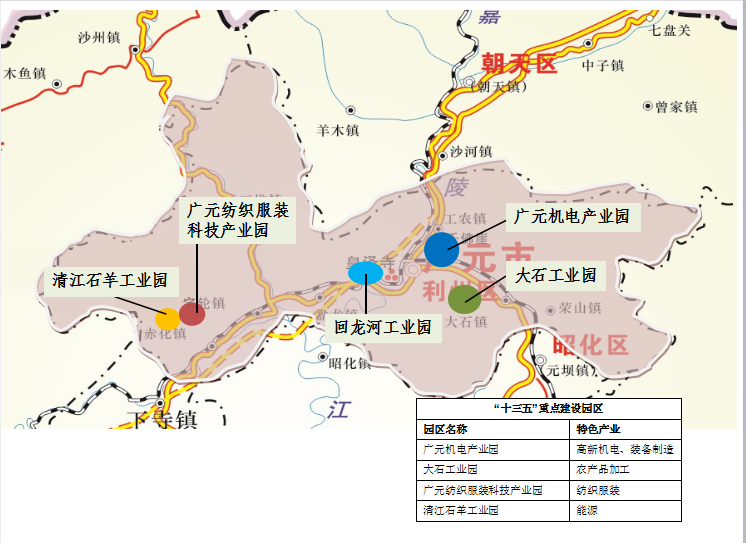 嘉
七盘关
沙州镇
朝天区
中子镇
木鱼镇
(朝天镇)
曾家镇
羊木镇
沙河镇
陵
广元纺织服装
科技产业园
工农镇
广元机电产业园
千佛崖
皇泽寺
广元市
清江石羊工业园
大石工业园
利州区
宝轮镇
荣山镇
赤化镇
回龙河工业园
大石镇
昭化区
昭化镇
(元坝镇)
江
下寺镇
“十三五”重点建设园区
园区名称 特色产业
广元机电产业园 高新机电、装备制造
大石工业园 农产品加工
广元纺织服装科技产业园 纺织服装
清江石羊工业园 能源